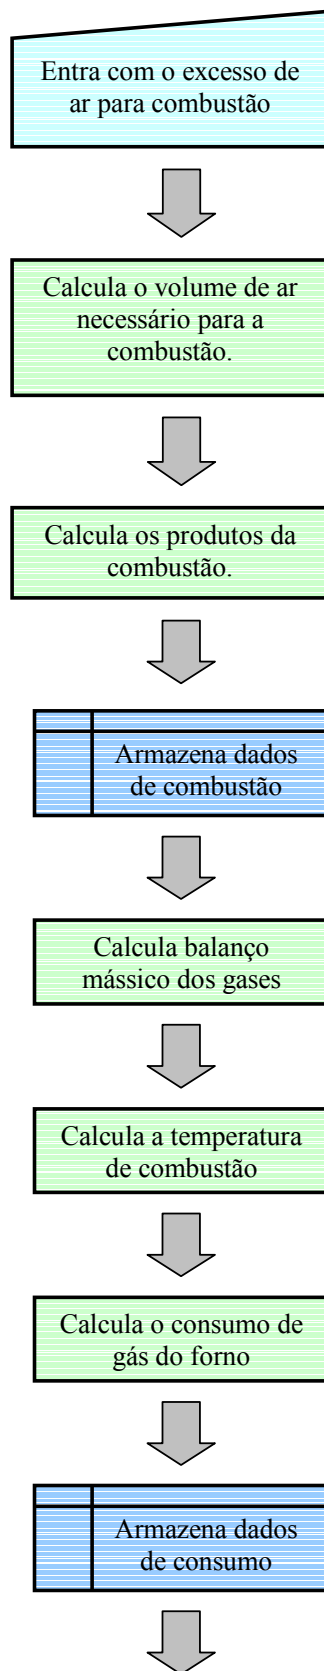 Entra com o excesso de
ar para combustão
Calcula o volume de ar
necessário para a
combustão.
Calcula os produtos da
combustão.
Armazena dados
de combustão
Calcula balanço
mássico dos gases
Calcula a temperatura
de combustão
Calcula o consumo de
gás do forno
Armazena dados
de consumo